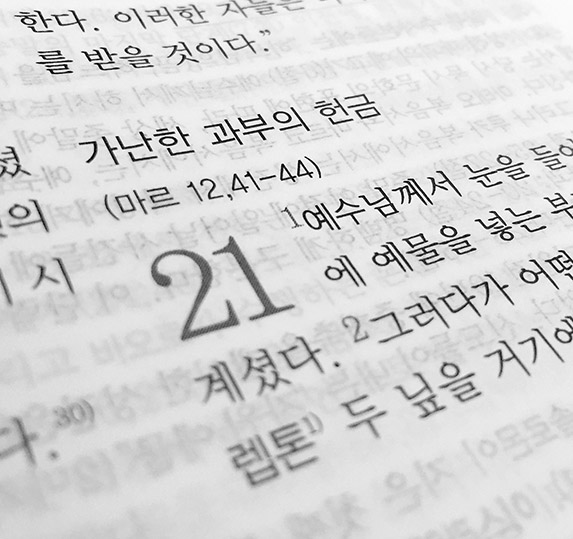 한다. 이러한 자들은
를 받을 것이다.”
가난한 과부의 헌금
(마르 12,41-44)
21
1예수님께서 눈을 들어
에 예물을 넣는 부
계셨다. 2그러다가 어떤
렙톤1) 두 닢을 거기에
셨
의
시
다.30)